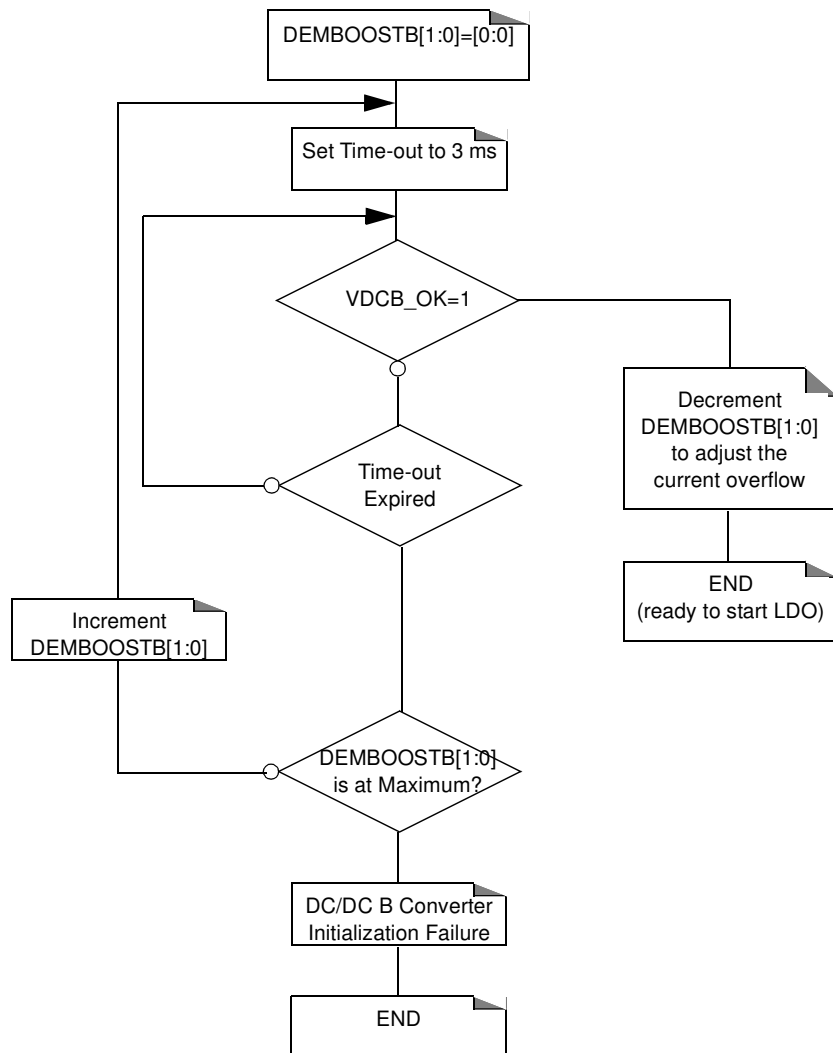 DEMBOOSTB[1:0]=[0:0]
Set Time-out to 3 ms
VDCB_OK=1
Decrement
DEMBOOSTB[1:0]
to adjust the
current overflow
Time-out
Expired
END
(ready to start LDO)
Increment
DEMBOOSTB[1:0]
DEMBOOSTB[1:0]
is at Maximum?
DC/DC B Converter
Initialization Failure
END